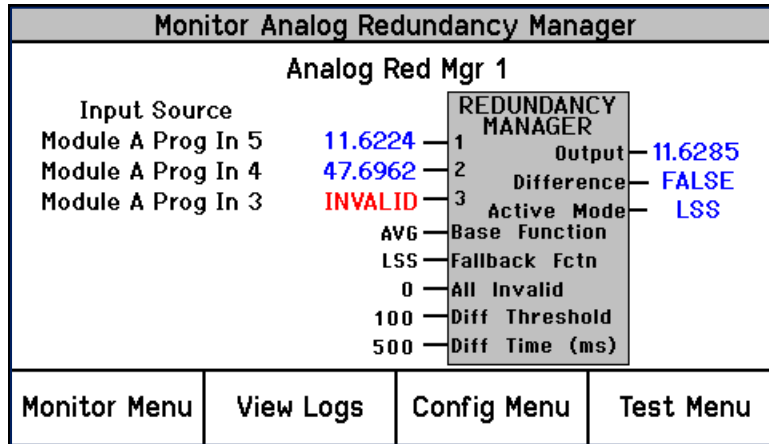 Monitor Analog Redundancy Manager
Analog Red Mgr 1
Input Source
REDUNDANCY
MANAGER
Module A Prog In 5 11.6224 1
Output 11.6285
Module A Prog In 4 47.6962 2
Difference FALSE
Module A Prog In 3 INVALID 3
Active Mode LSS
AVG Base Function
LSS Fallback Fctn
0 All Invalid
100 Diff Threshold
500 Diff Time (ms)
Monitor Menu View Logs Config Menu Test Menu